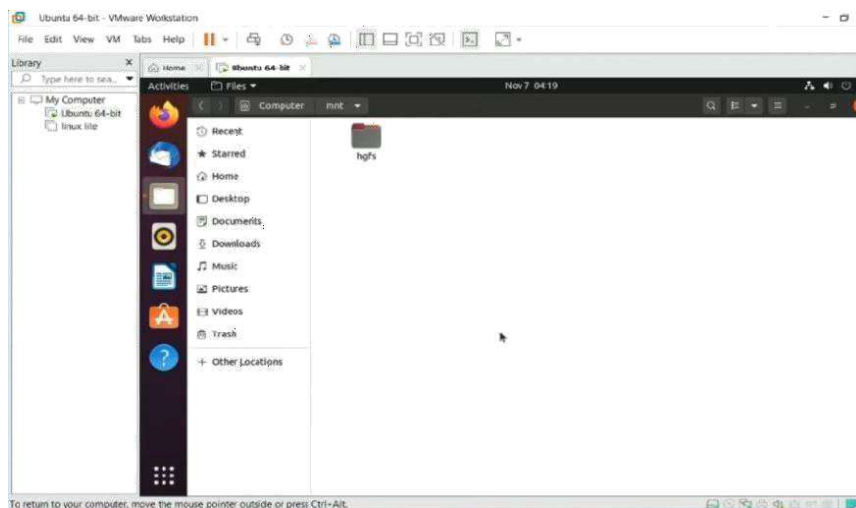 Ubuntu 64-bit - VMware Workstation
File Edit View VM Tabs Help
Library
Home
Ubuntu 64-bit
Type here to sea...
My Computer
Ubuntu 64-bit
linux lite
Activities Files Nov 7 04:19
Computer mnt
Recent
Starred
Home
Desktop
Documents
Downloads
Music
Pictures
Videos
Trash
Other Locations
hgfs
To return to your computer, move the mouse pointer outside or press Ctrl+Alt.